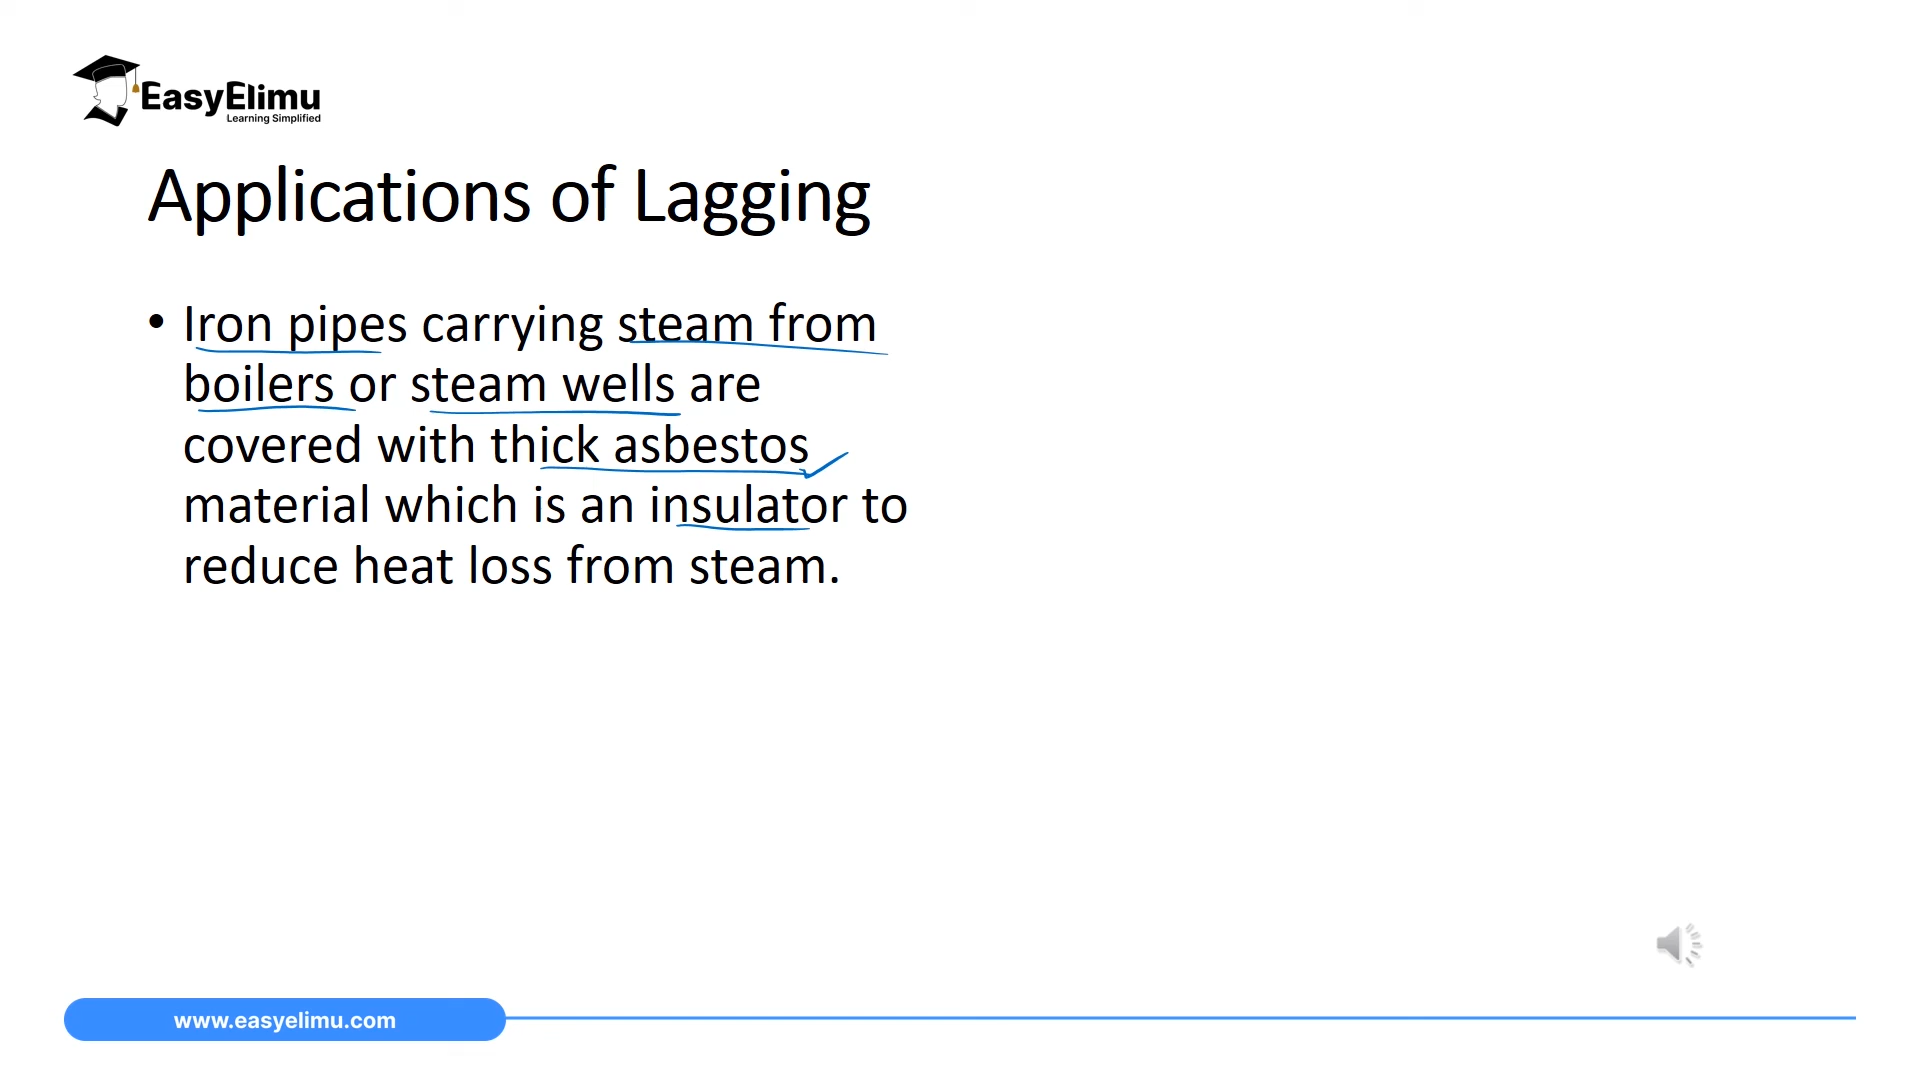 EasyElimu
Learning Simplified
Applications of Lagging
• Iron pipes carrying steam from
boilers or steam wells are
covered with thick asbestos
material which is an insulator to
reduce heat loss from steam.
www.easyelimu.com